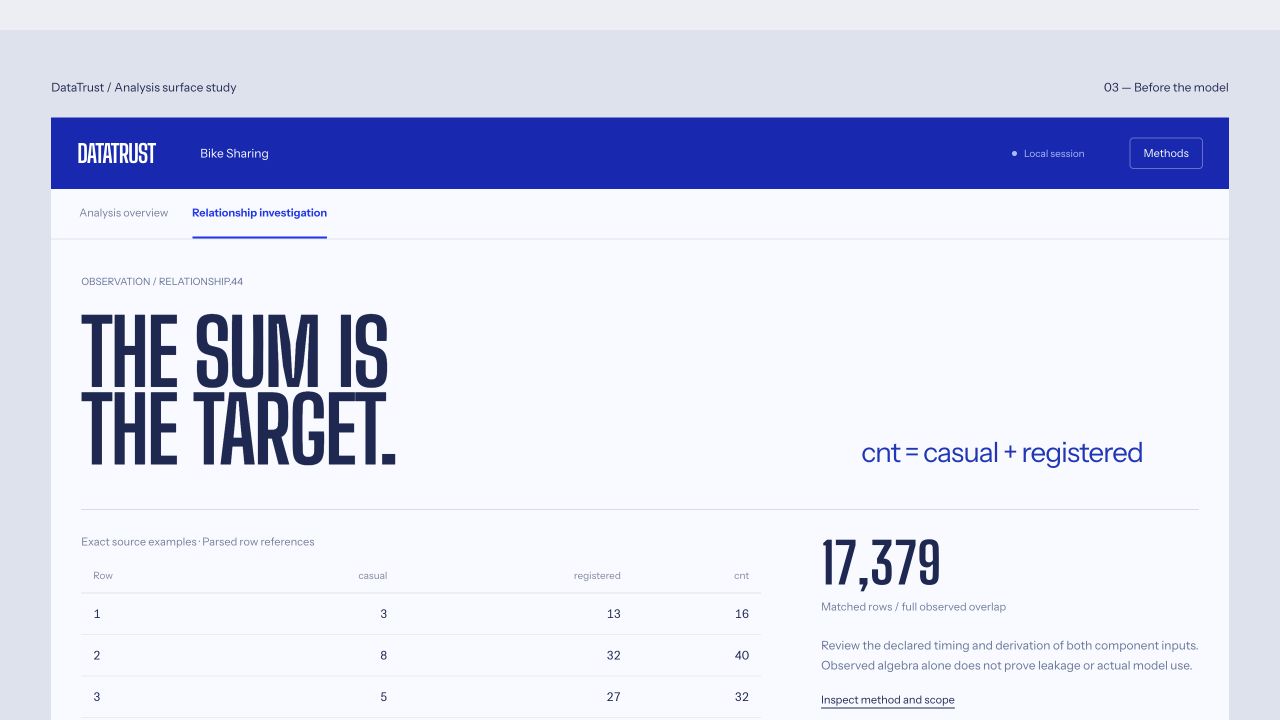 DataTrust / Analysis surface study
03 — Before the model
DATATRUST
Bike Sharing
Local session
Methods
Analysis overview
Relationship investigation
OBSERVATION / RELATIONSHIP.44
THE SUM IS
THE TARGET.
cnt = casual + registered
Exact source examples · Parsed row references
Row casual registered cnt
1 3 13 16
2 8 32 40
3 5 27 32
17,379
Matched rows / full observed overlap
Review the declared timing and derivation of both component inputs.
Observed algebra alone does not prove leakage or actual model use.
Inspect method and scope